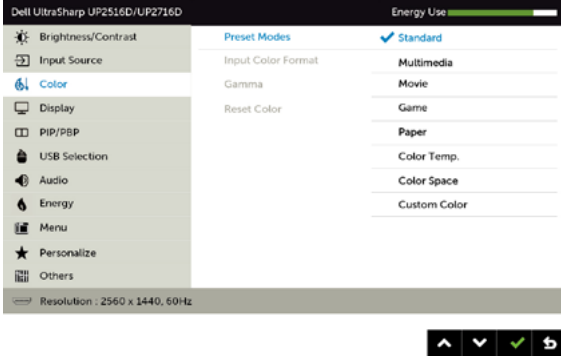 Dell UltraSharp UP2516D/UP2716D Energy Use
Brightness/Contrast Preset Modes Standard
Input Source Input Color Format Multimedia
Color Gamma Movie
Display Reset Color Game
PIP/PBP Paper
USB Selection Color Temp.
Audio Color Space
Energy Custom Color
Menu
Personalize
Others
Resolution : 2560 x 1440, 60Hz